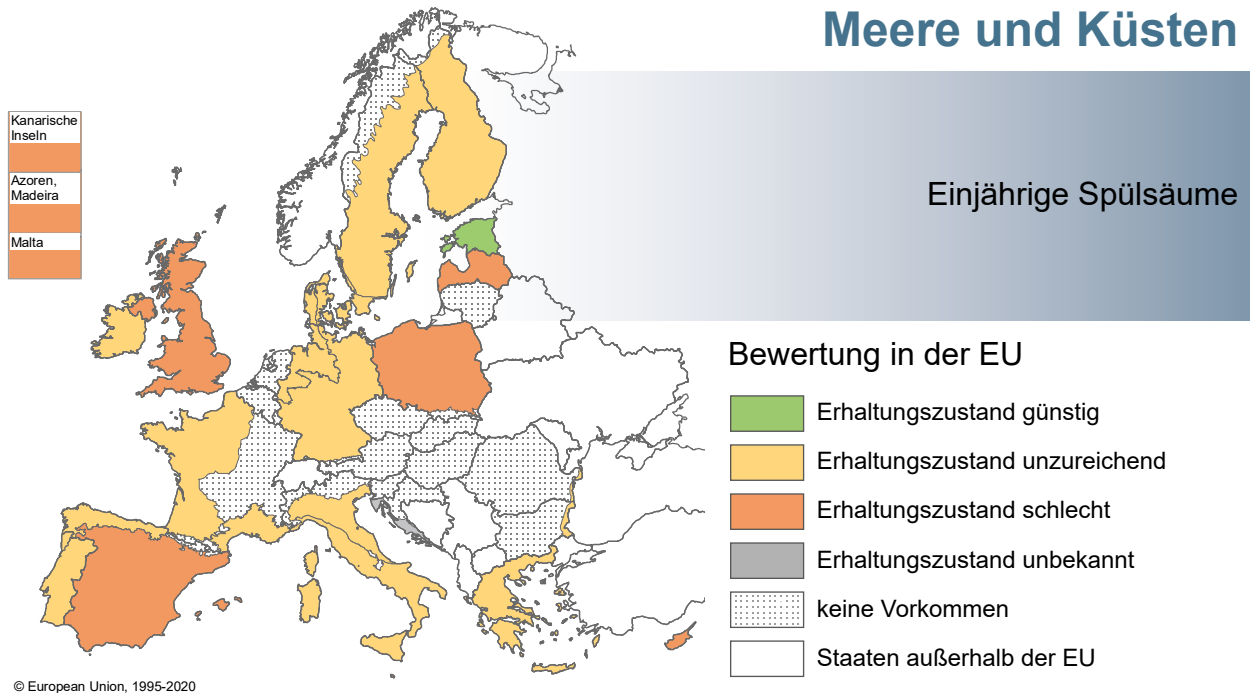 Meere und Küsten
Kanarische
Inseln
Azoren,
Madeira
Malta
Einjährige Spülsäume
Bewertung in der EU
Erhaltungszustand günstig
Erhaltungszustand unzureichend
Erhaltungszustand schlecht
Erhaltungszustand unbekannt
keine Vorkommen
Staaten außerhalb der EU
© European Union, 1995-2020